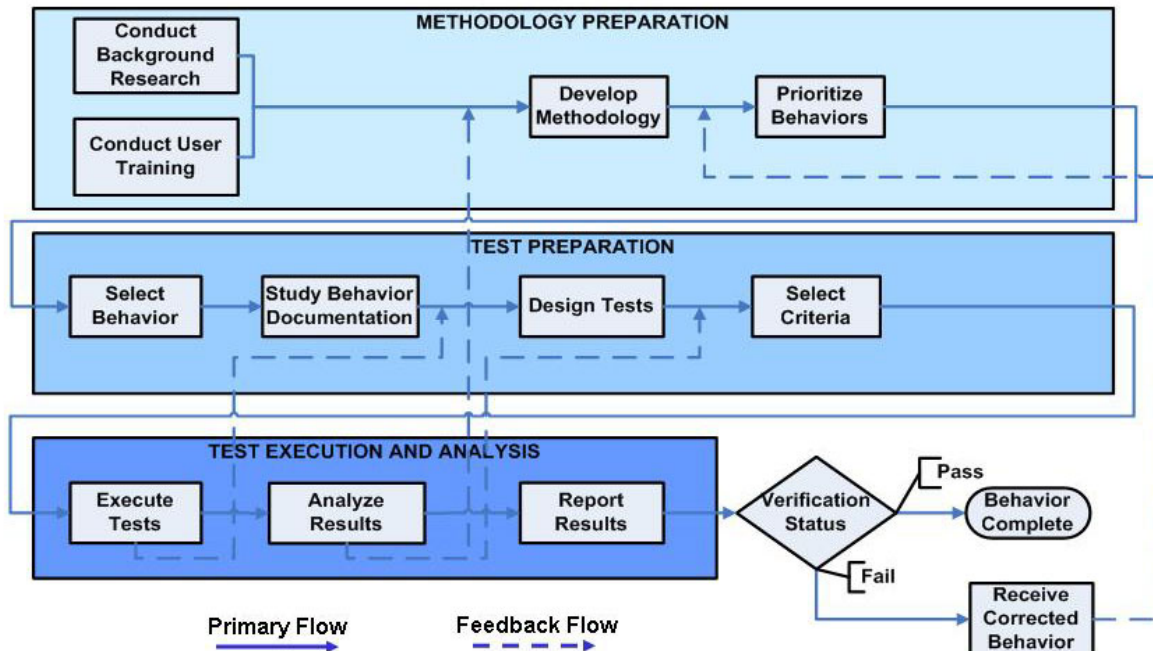 METHODOLOGY PREPARATION
Conduct
Background
Research
Conduct User
Training
Develop
Methodology
Prioritize
Behaviors
TEST PREPARATION
Select
Behavior
Study Behavior
Documentation
Design Tests
Select
Criteria
TEST EXECUTION AND ANALYSIS
Execute
Tests
Analyze
Results
Report
Results
Verification
Status
Pass
Behavior
Complete
Fail
Receive
Corrected
Behavior
Primary Flow
Feedback Flow